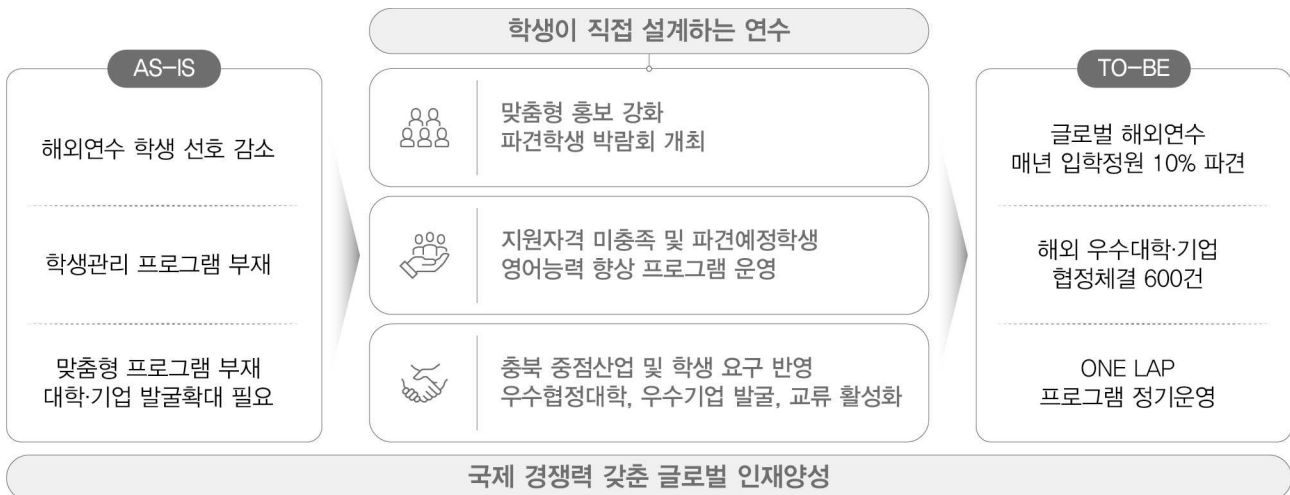 학생이 직접 설계하는 연수
AS-IS
해외연수 학생 선호 감소
학생관리 프로그램 부재
맞춤형 프로그램 부재
대학·기업 발굴확대 필요
맞춤형 홍보 강화
파견학생 박람회 개최
지원자격 미충족 및 파견예정학생
영어능력 향상 프로그램 운영
충북 중점산업 및 학생 요구 반영
우수협정대학, 우수기업 발굴, 교류 활성화
TO-BE
글로벌 해외연수
매년 입학정원 10% 파견
해외 우수대학·기업
협정체결 600건
ONE LAP
프로그램 정기운영
국제 경쟁력 갖춘 글로벌 인재양성